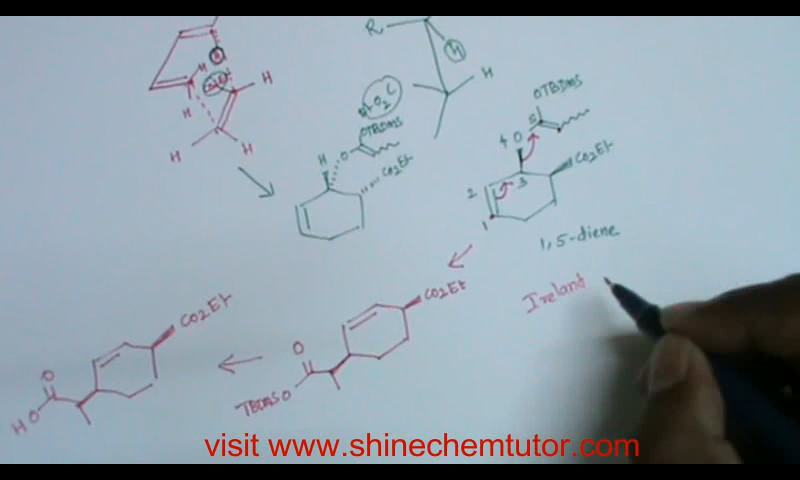 R
H
H
H
H
H
H
H
EtO2C
OTBDMS
O
H
CO2Et
OTBDMS
5
4 O
CO2Et
2
3
1
1,5-diene
Ireland
CO2Et
O
TBDMSO
CO2Et
O
HO
visit www.shinechemtutor.com